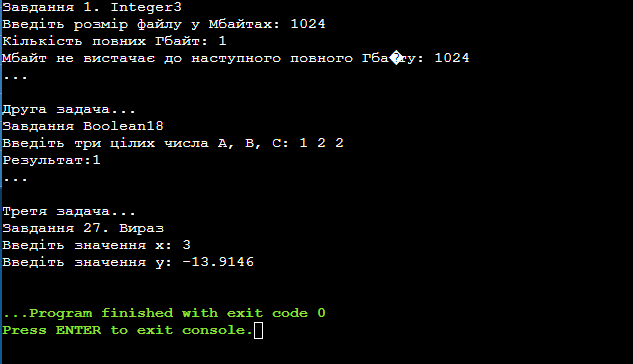 Завдання 1. Integer3
Введіть розмір файлу у Мбайтах: 1024
Кількість повних Гбайт: 1
Мбайт не вистачає до наступного повного Гба�ту: 1024
...
Друга задача...
Завдання Boolean18
Введіть три цілих числа A, B, C: 1 2 2
Результат:1
...
Третя задача...
Завдання 27. Вираз
Введіть значення x: 3
Введіть значення y: -13.9146
...Program finished with exit code 0
Press ENTER to exit console.